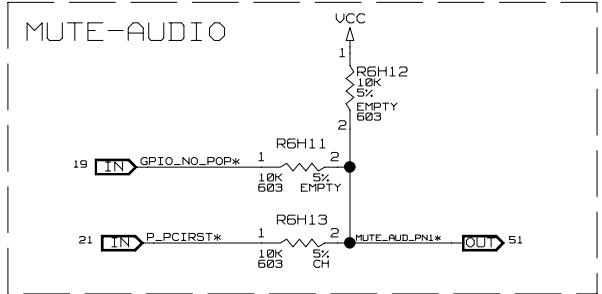 MUTE-AUDIO
VCC
1
R6H12
10K
5%
EMPTY
603
2
R6H11
19 IN GPIO_NO_POP* 1 2
10K 5%
603 EMPTY
R6H13
21 IN P_PCIRST* 1 2 MUTE_AUD_PN1* OUT 51
10K 5%
603 CH